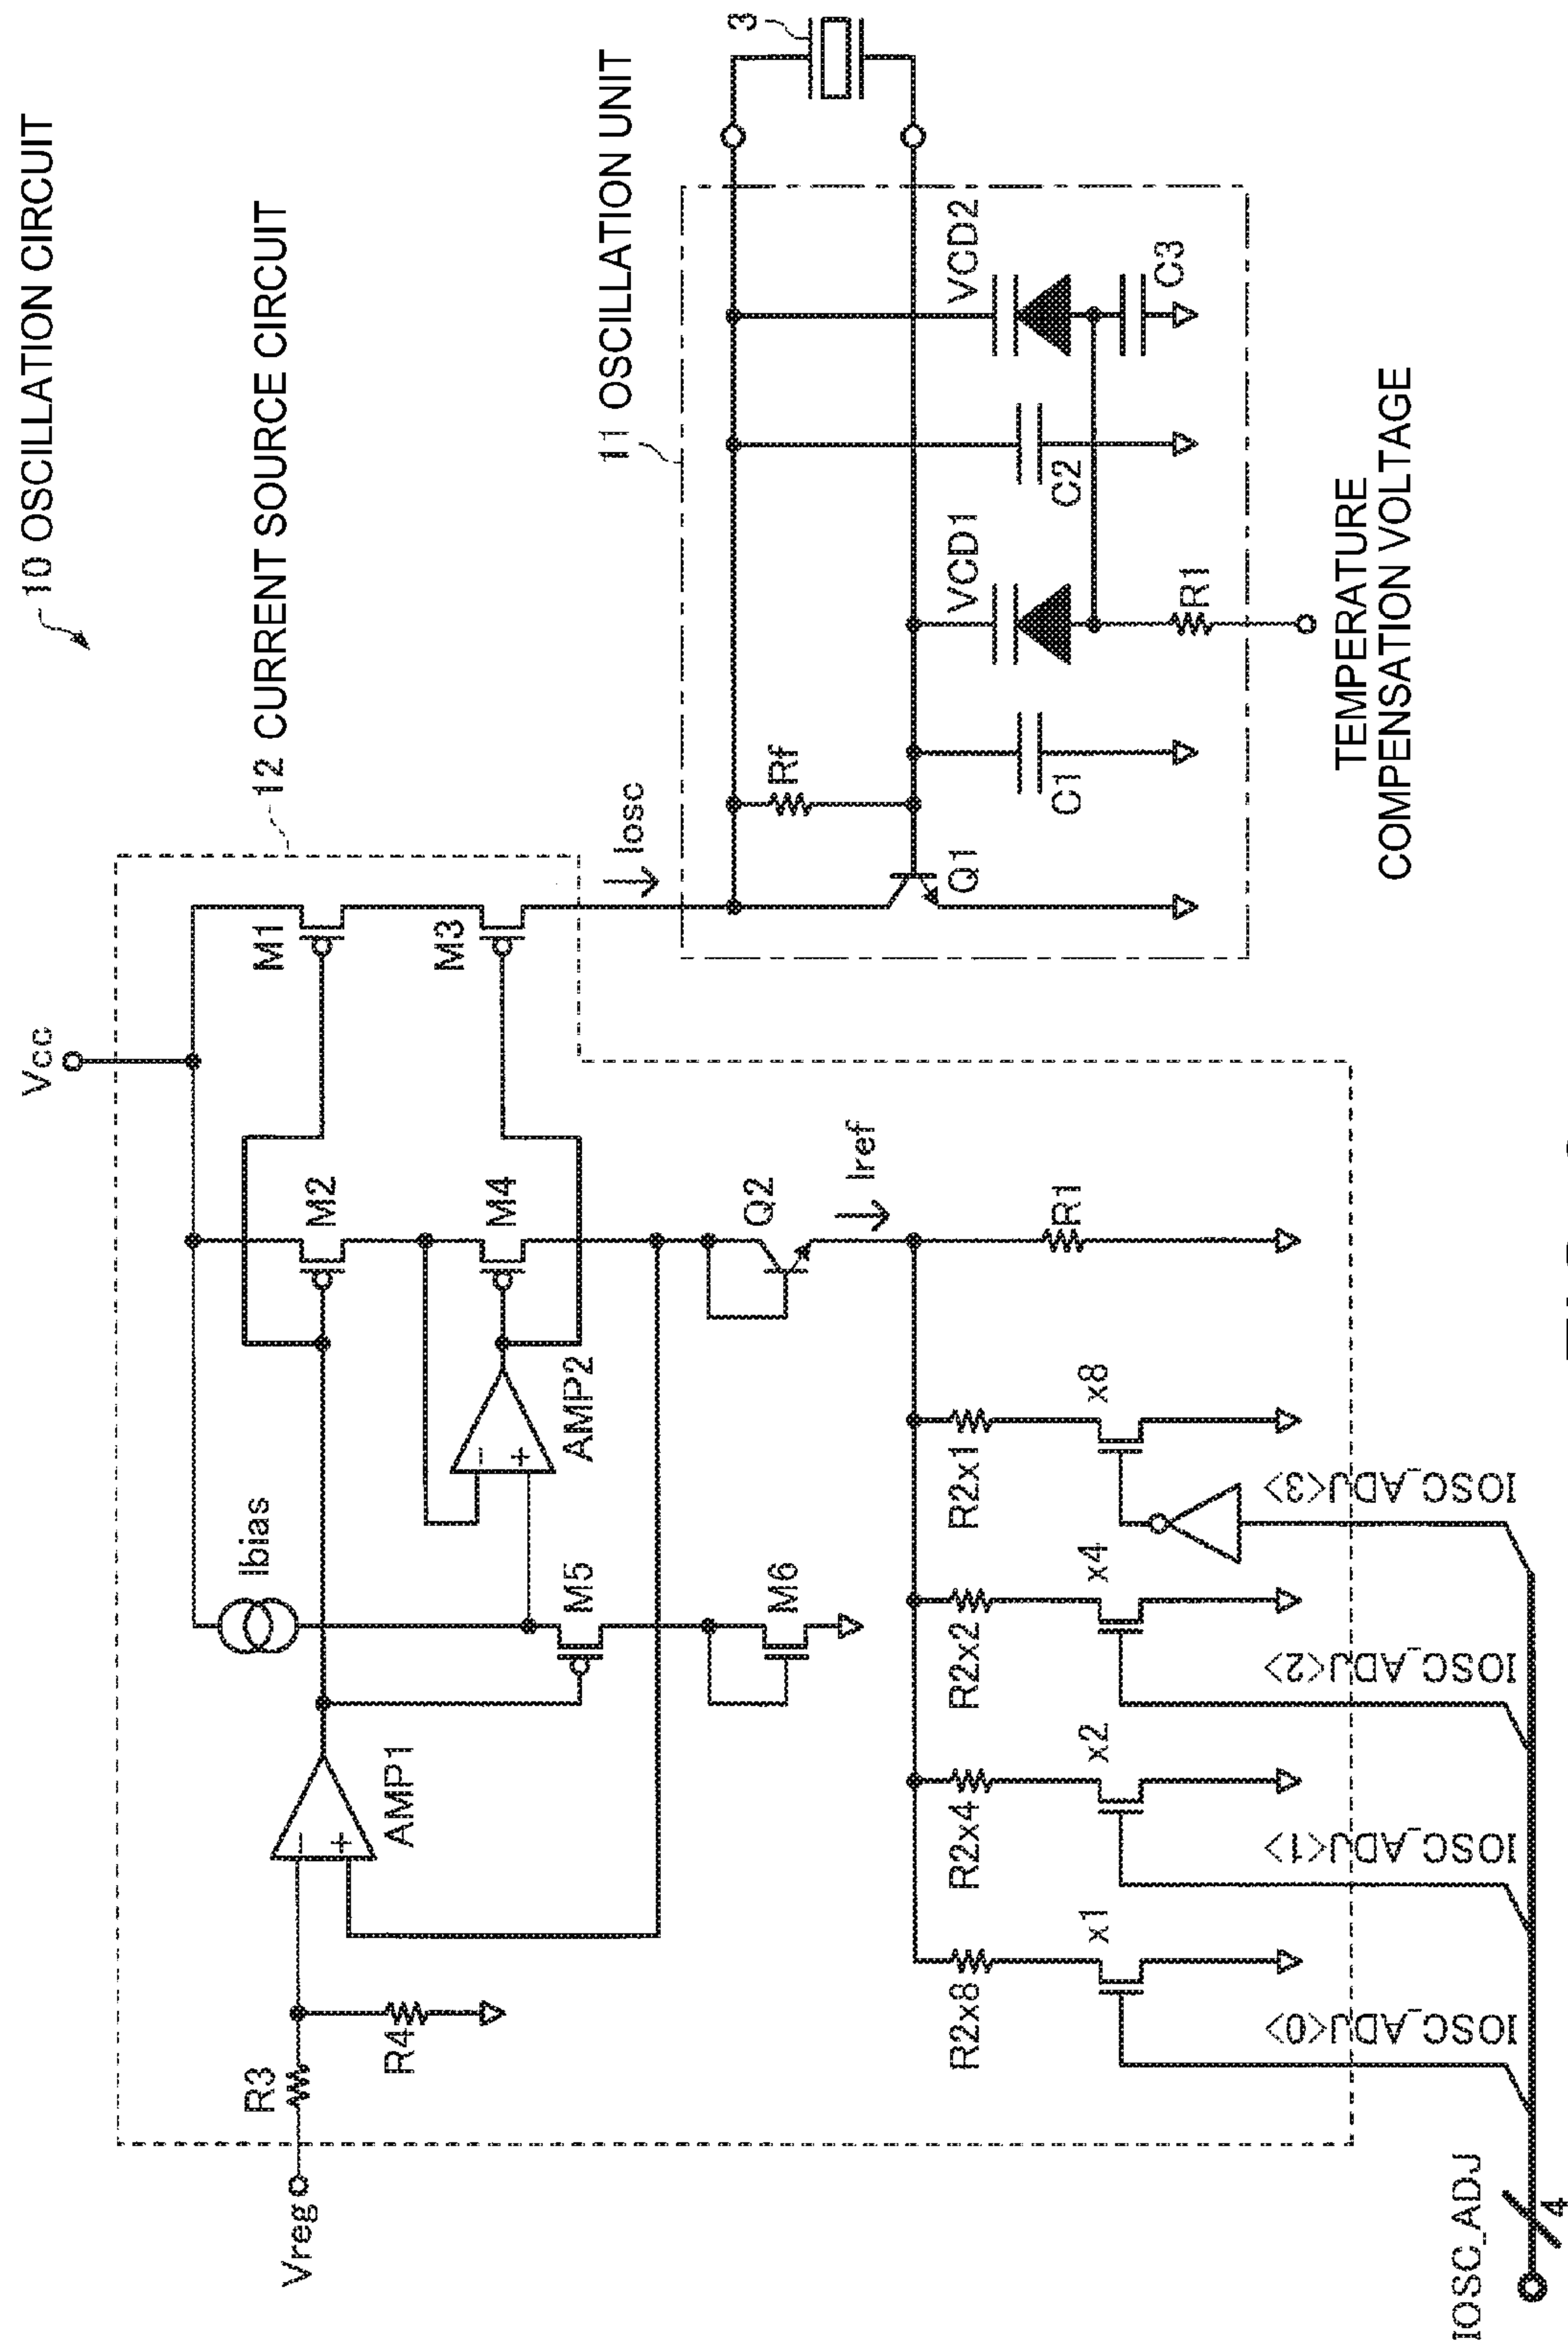 10 OSCILLATION CIRCUIT
Vcc
12 CURRENT SOURCE CIRCUIT
Vreg
R3
R4
AMP1
Ibias
M2
M1
AMP2
M4
M3
M5
M6
Q2
Iref
Iosc
11 OSCILLATION UNIT
3
Rf
Q1
C1
VCD1
C2
VCD2
C3
R1
TEMPERATURE
COMPENSATION VOLTAGE
R1
R2x8
R2x4
R2x2
R2x1
x1
x2
x4
x8
IOSC_ADJ<0>
IOSC_ADJ<1>
IOSC_ADJ<2>
IOSC_ADJ<3>
IOSC_ADJ
4